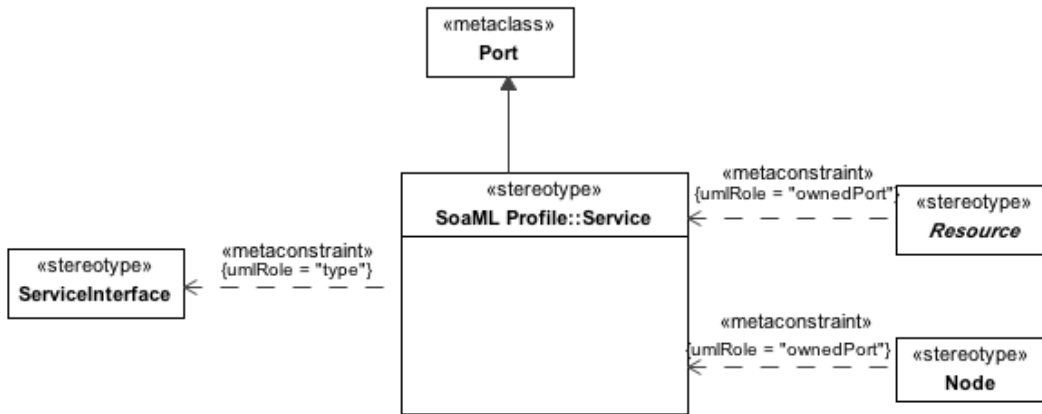 «metaclass»
Port
«stereotype»
SoaML Profile::Service
«metaconstraint»
{umlRole = "ownedPort"}
«stereotype»
Resource
«metaconstraint»
{umlRole = "type"}
«stereotype»
ServiceInterface
«metaconstraint»
{umlRole = "ownedPort"}
«stereotype»
Node